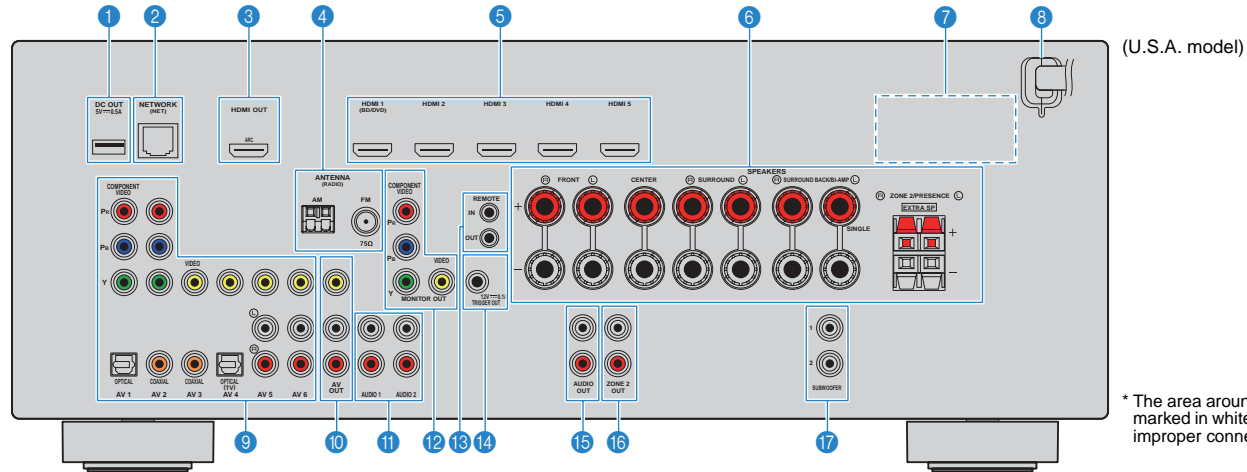 1 2 3 4 5 6 7 8
(U.S.A. model)
DC OUT
5V 0.5A
NETWORK
(NET)
HDMI OUT
ARC
HDMI 1
(BD/DVD)
HDMI 2
HDMI 3
HDMI 4
HDMI 5
ANTENNA
(RADIO)
AM
FM
75Ω
COMPONENT
VIDEO
PR
PB
Y
VIDEO
L
R
OPTICAL
COAXIAL
COAXIAL
OPTICAL
(TV)
AV 1
AV 2
AV 3
AV 4
AV 5
AV 6
AV
OUT
AUDIO 1
AUDIO 2
COMPONENT
VIDEO
PR
PB
Y
VIDEO
MONITOR OUT
REMOTE
IN
OUT
12V 0.1
TRIGGER OUT
SPEAKERS
R FRONT L
CENTER
R SURROUND L
R SURROUND BACK/BI-AMP L
SINGLE
+
–
R ZONE 2/PRESENCE L
EXTRA SP
+
–
AUDIO
OUT
ZONE 2
OUT
1
2
SUBWOOFER
* The area aroun
marked in white
improper conne
9 10 11 12 13 14 15 16 17